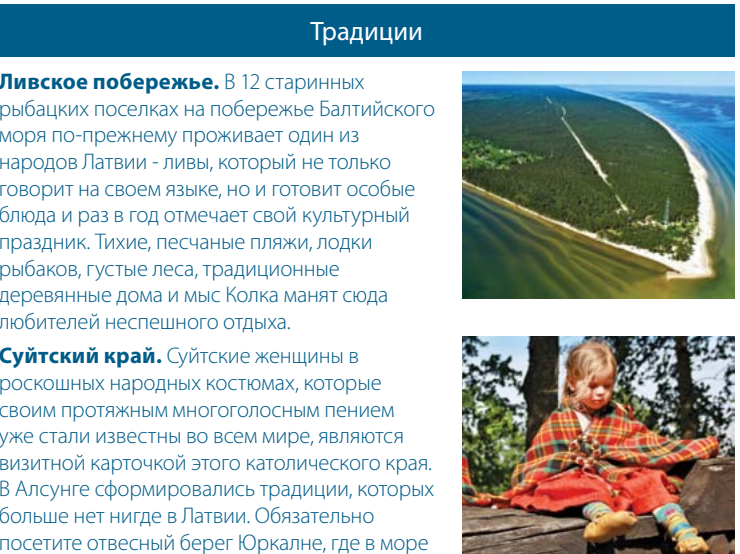 Традиции
Ливское побережье. В 12 старинных
рыбацких поселках на побережье Балтийского
моря по-прежнему проживает один из
народов Латвии - ливы, который не только
говорит на своем языке, но и готовит особые
блюда и раз в год отмечает свой культурный
праздник. Тихие, песчаные пляжи, лодки
рыбаков, густые леса, традиционные
деревянные дома и мыс Колка манят сюда
любителей неспешного отдыха.
Суйтский край. Суйтские женщины в
роскошных народных костюмах, которые
своим протяжным многоголосным пением
уже стали известны во всем мире, являются
визитной карточкой этого католического края.
В Алсунге сформировались традиции, которых
больше нет нигде в Латвии. Обязательно
посетите отвесный берег Юркалне, где в море